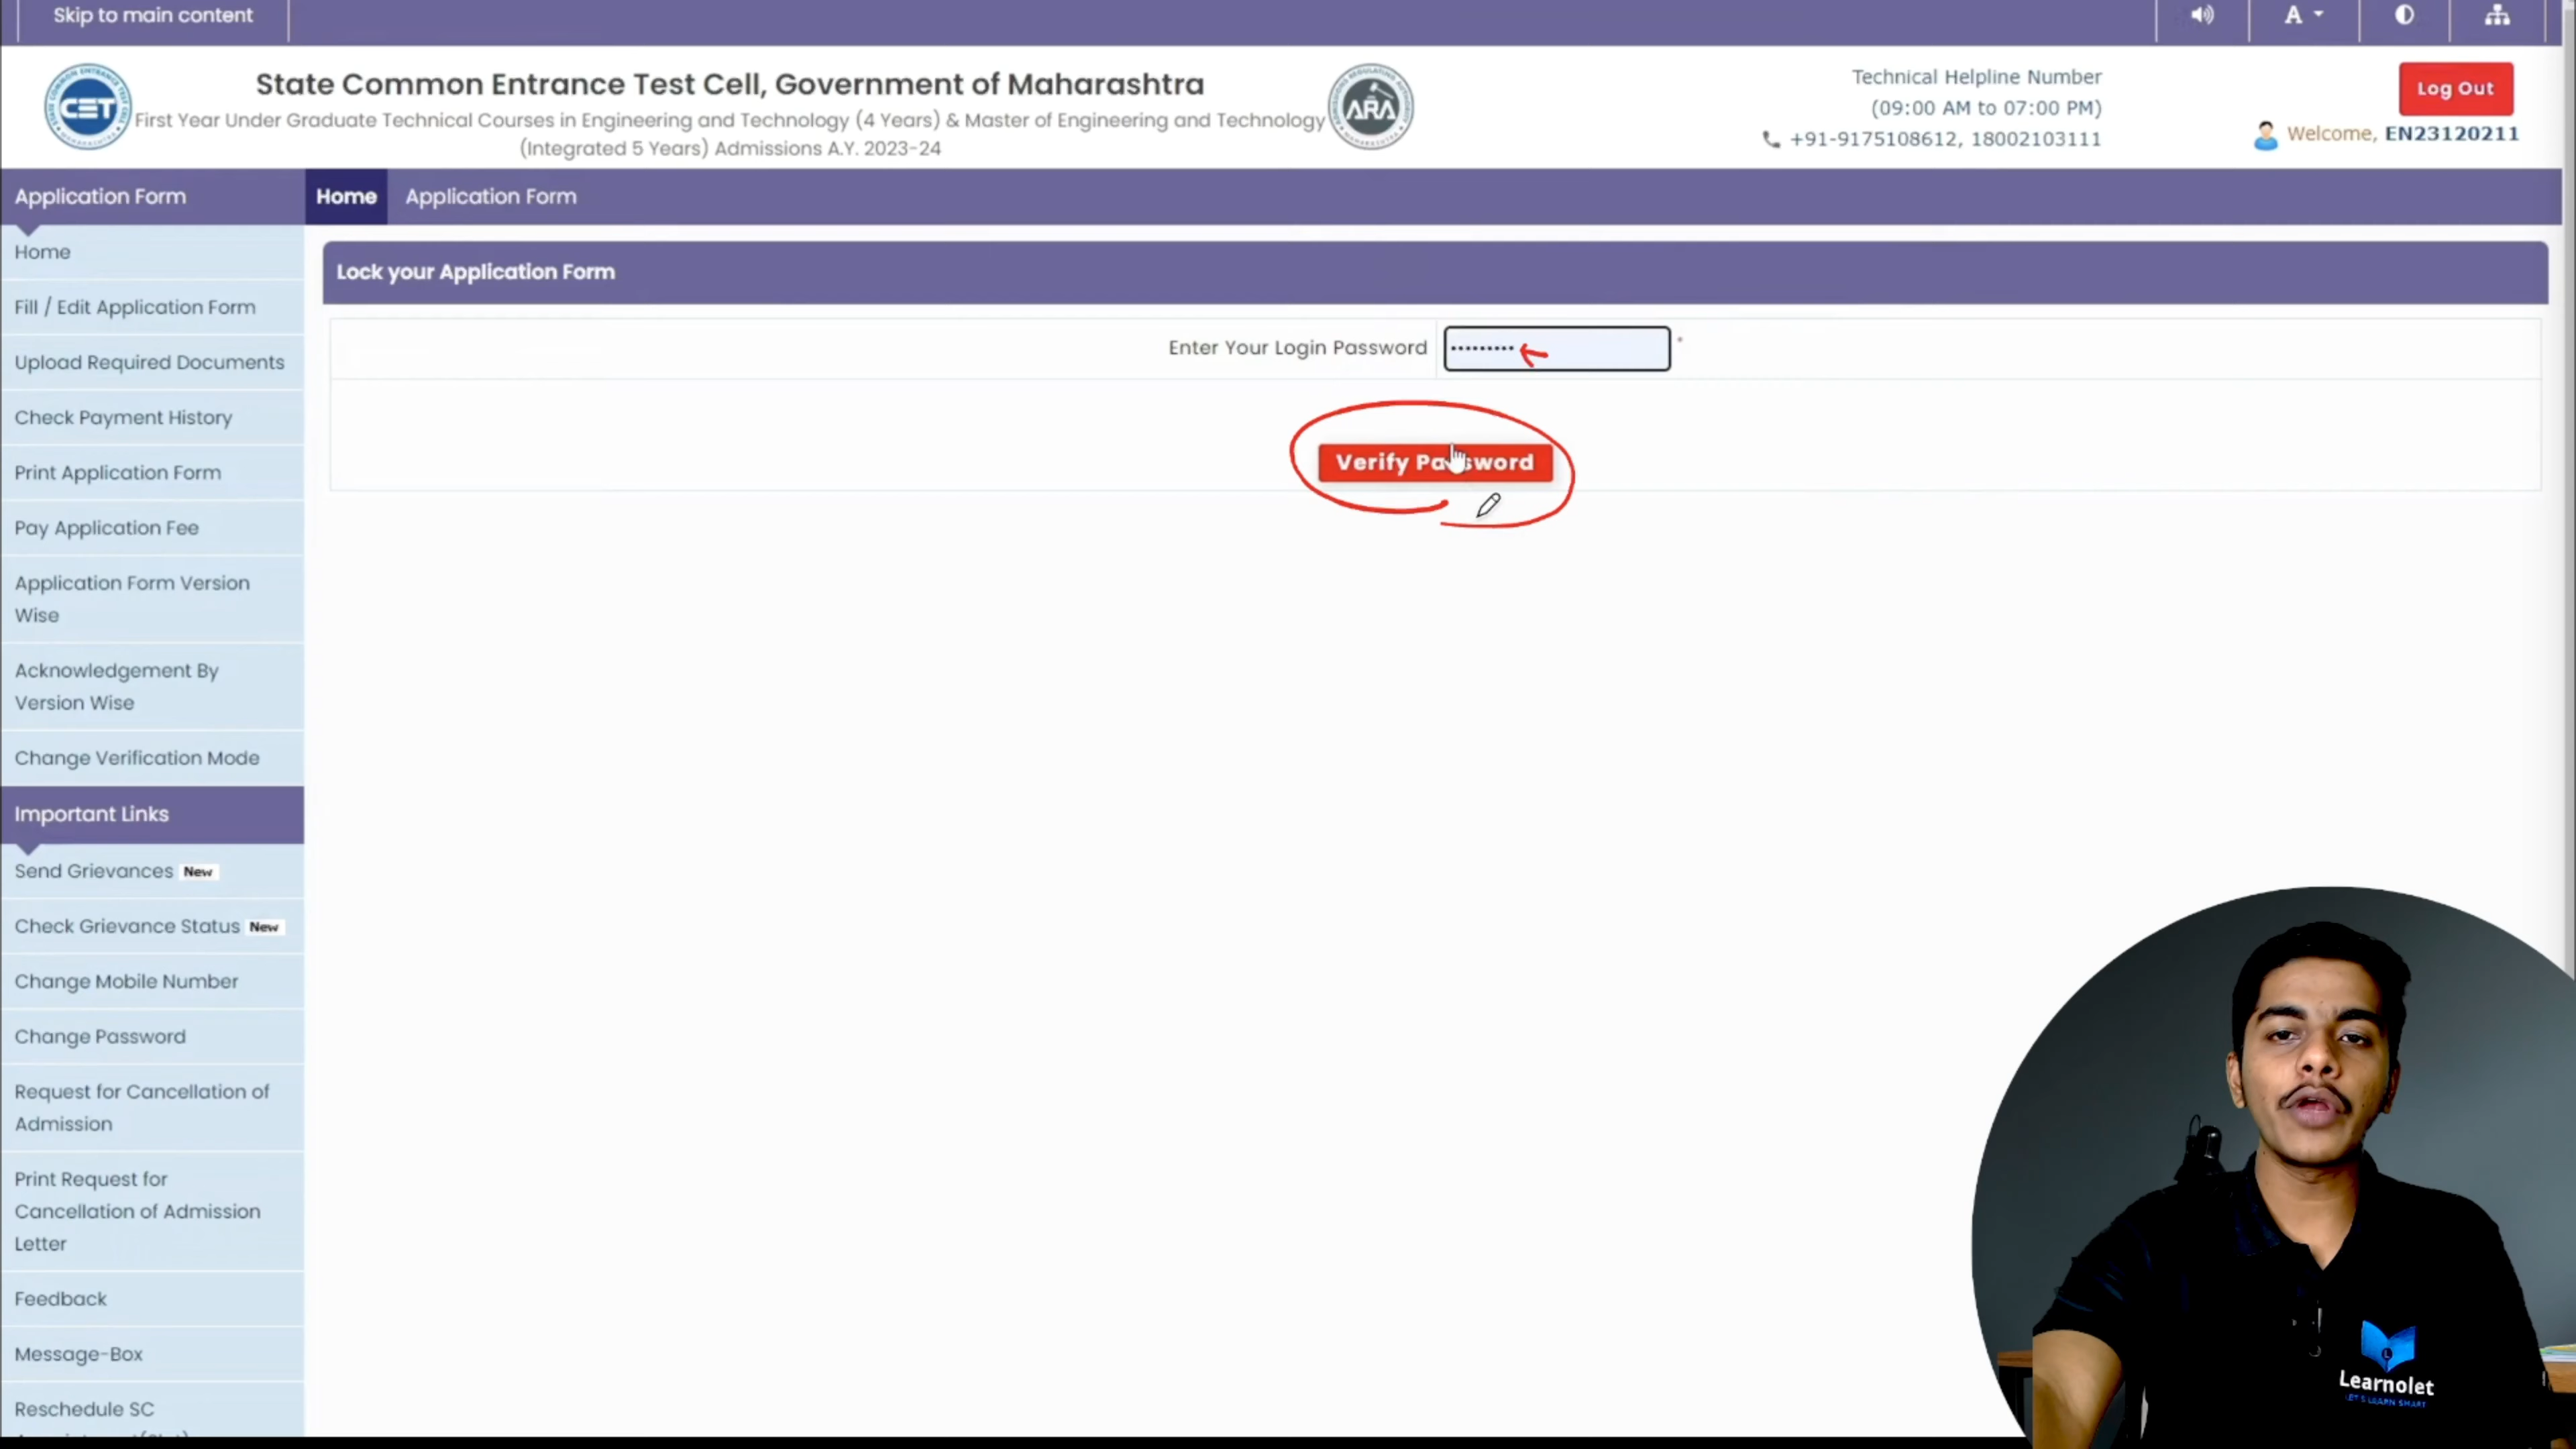 Skip to main content
A
State Common Entrance Test Cell, Government of Maharashtra
First Year Under Graduate Technical Courses in Engineering and Technology (4 Years) & Master of Engineering and Technology
(Integrated 5 Years) Admissions A.Y. 2023-24
CET
ARA
Technical Helpline Number
(09:00 AM to 07:00 PM)
+91-9175108612, 18002103111
Log Out
Welcome, EN23120211
Application Form
Home
Application Form
Home
Fill / Edit Application Form
Upload Required Documents
Check Payment History
Print Application Form
Pay Application Fee
Application Form Version
Wise
Acknowledgement By
Version Wise
Change Verification Mode
Important Links
Send Grievances New
Check Grievance Status New
Change Mobile Number
Change Password
Request for Cancellation of
Admission
Print Request for
Cancellation of Admission
Letter
Feedback
Message-Box
Reschedule SC
Lock your Application Form
Enter Your Login Password
*
Verify Password
Learnolet
LET'S LEARN SMART